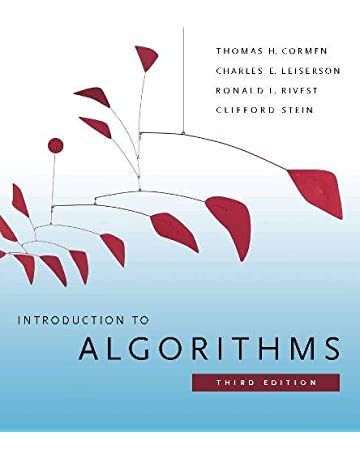 THOMAS H. CORMEN
CHARLES E. LEISERSON
RONALD L. RIVEST
CLIFFORD STEIN
INTRODUCTION TO
ALGORITHMS
THIRD EDITION